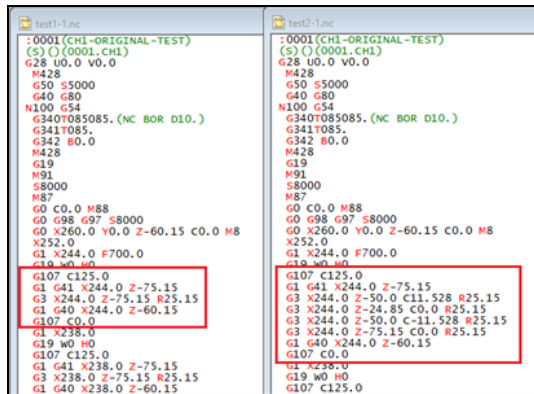 test1-1.nc
:0001(CH1-ORIGINAL-TEST)
(S)()(0001.CH1)
G28 U0.0 V0.0
M428
G50 S5000
G40 G80
N100 G54
G340T085085.(NC BOR D10.)
G341T085.
G342 B0.0
M428
G19
M91
S8000
M87
G0 C0.0 M88
G0 G98 G97 S8000
G0 X260.0 Y0.0 Z-60.15 C0.0 M8
X252.0
G1 X244.0 F700.0
G19 W0 H0
G107 C125.0
G1 G41 X244.0 Z-75.15
G3 X244.0 Z-75.15 R25.15
G1 G40 X244.0 Z-60.15
G107 C0.0
G1 X238.0
G19 W0 H0
G107 C125.0
G1 G41 X238.0 Z-75.15
G3 X238.0 Z-75.15 R25.15
G1 G40 X238.0 Z-60.15
test2-1.nc
:0001(CH1-ORIGINAL-TEST)
(S)()(0001.CH1)
G28 U0.0 V0.0
M428
G50 S5000
G40 G80
N100 G54
G340T085085.(NC BOR D10.)
G341T085.
G342 B0.0
M428
G19
M91
S8000
M87
G0 C0.0 M88
G0 G98 G97 S8000
G0 X260.0 Y0.0 Z-60.15 C0.0 M8
X252.0
G1 X244.0 F700.0
G19 W0 H0
G107 C125.0
G1 G41 X244.0 Z-75.15
G3 X244.0 Z-50.0 C11.528 R25.15
G3 X244.0 Z-24.85 C0.0 R25.15
G3 X244.0 Z-50.0 C-11.528 R25.15
G3 X244.0 Z-75.15 C0.0 R25.15
G1 G40 X244.0 Z-60.15
G107 C0.0
G1 X238.0
G19 W0 H0
G107 C125.0